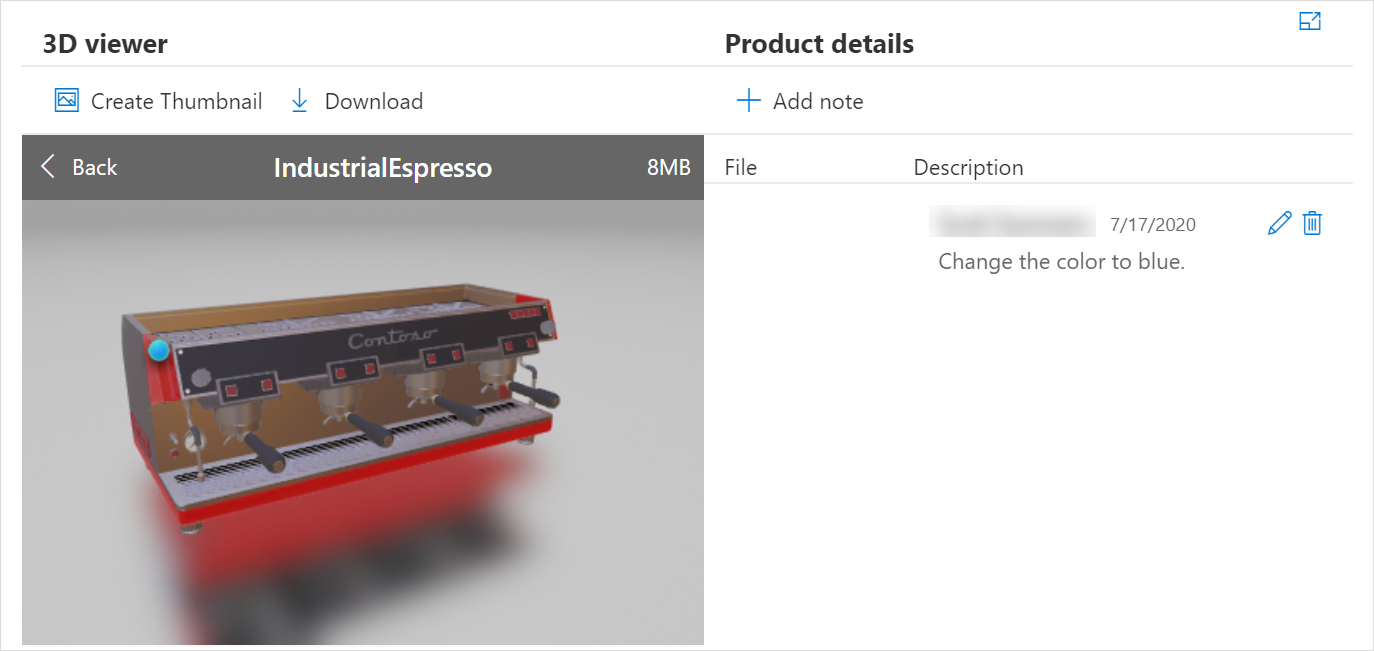 3D viewer
Product details
Create Thumbnail
Download
Add note
Back
IndustrialEspresso
8MB
File
Description
7/17/2020
Change the color to blue.
Contoso